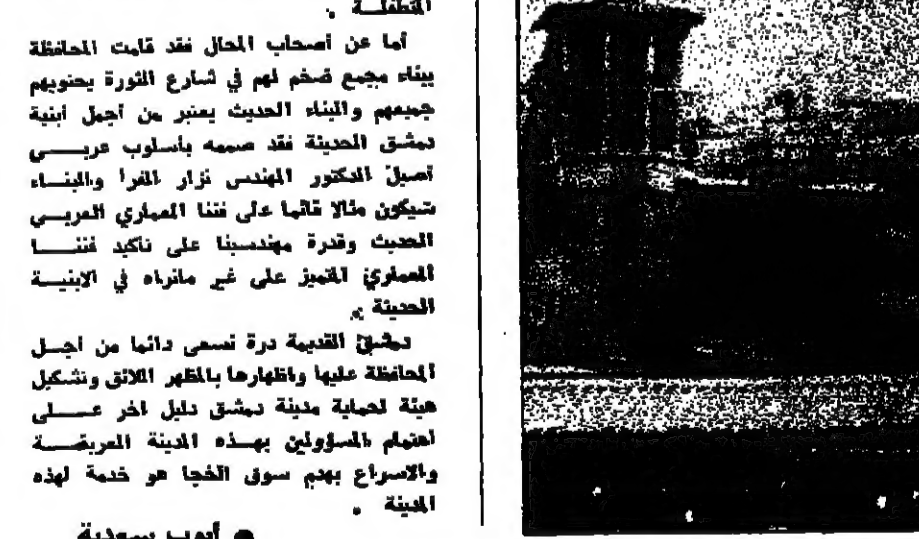 المتطفلة .
أما عن أصحاب المحال فقد قامت المحافظة
ببناء مجمع ضخم لهم في شارع الثورة يحتويهم
جميعهم والبناء الحديث يعتبر من أجمل أبنية
دمشق الحديثة فقد صممه بأسلوب عربي
أصيل الدكتور المهندس نزار الفرا والبناء
سيكون مثالا قائما على فننا المعماري العربي
الحديث وقدرة مهندسينا على تأكيد فننا
المعماري المتميز على غير مانراه في الابنية
الحديثة .
دمشق القديمة درة نسعى دائما من أجل
المحافظة عليها واظهارها بالمظهر اللائق وتشكيل
هيئة لحماية مدينة دمشق دليل اخر على
اهتمام المسؤولين بهذه المدينة العريقة
والاسراع بهدم سوق الخجا هو خدمة لهذه
المدينة .
● أيوب سعدية